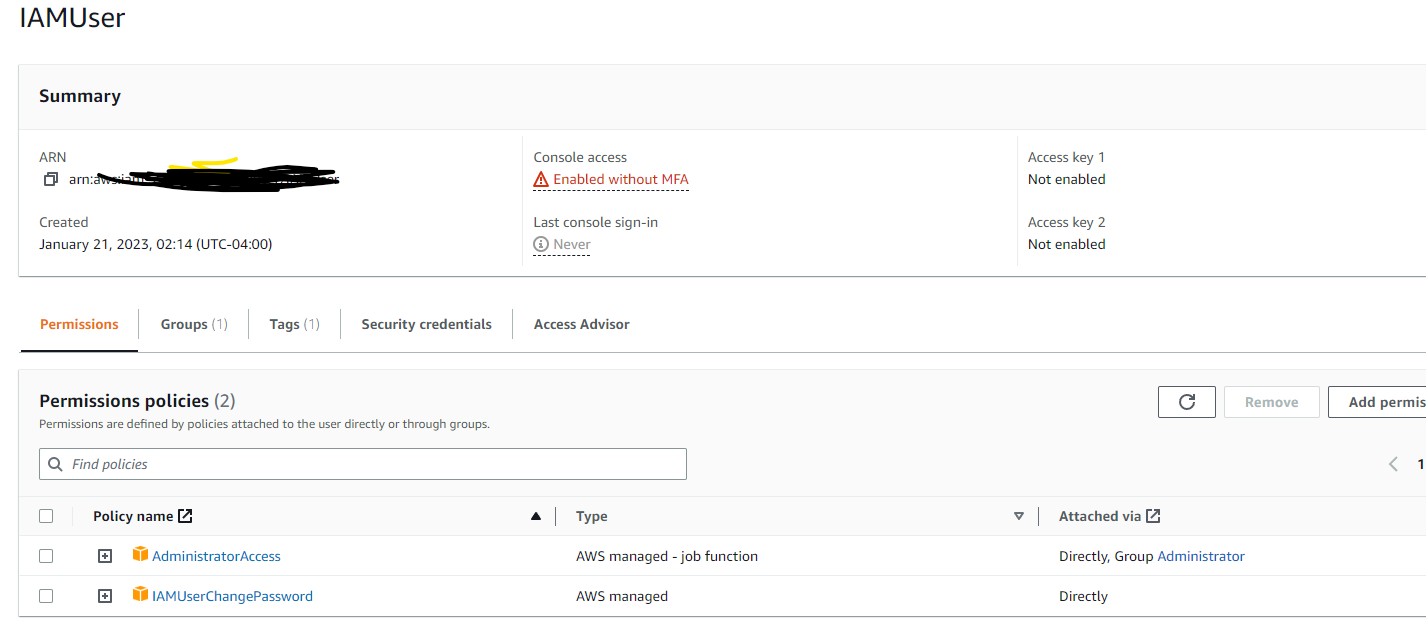 IAMUser
Summary
ARN
arn:aws:iam
Created
January 21, 2023, 02:14 (UTC-04:00)
Console access
Enabled without MFA
Last console sign-in
Never
Access key 1
Not enabled
Access key 2
Not enabled
Permissions Groups (1) Tags (1) Security credentials Access Advisor
Permissions policies (2)
Permissions are defined by policies attached to the user directly or through groups.
Remove
Add permis
Find policies
1
Policy name Type Attached via
AdministratorAccess AWS managed - job function Directly, Group Administrator
IAMUserChangePassword AWS managed Directly